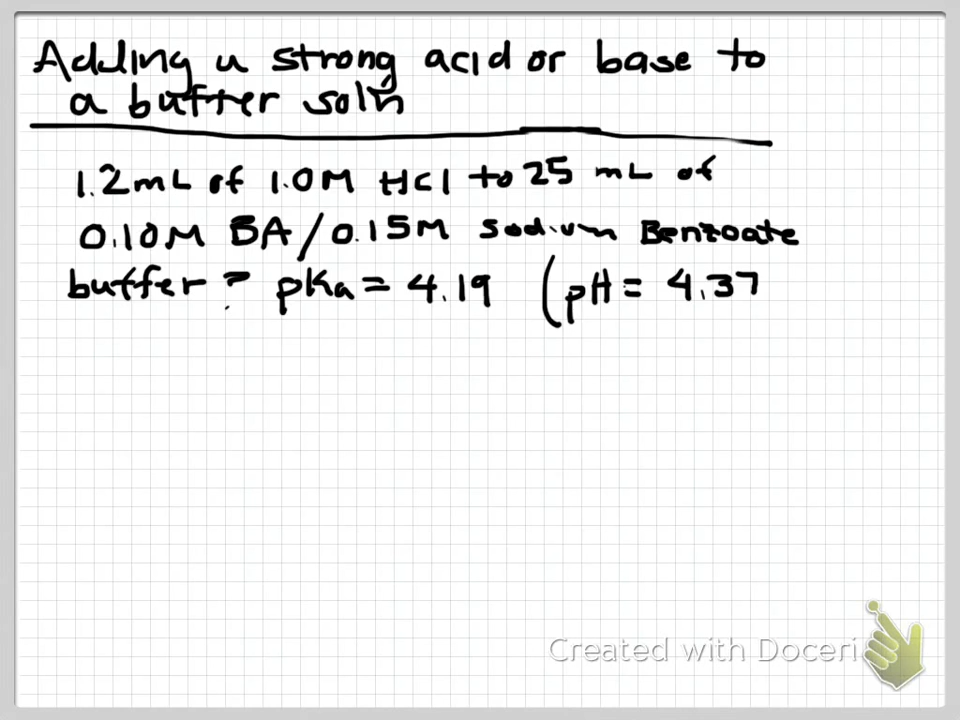 Adding a strong acid or base to
a buffer soln
1.2mL of 1.0M HCl to 25 mL of
0.10M BA/0.15M Sodium Benzoate
buffer ? pKa = 4.19 (pH = 4.37
Created with Doceri